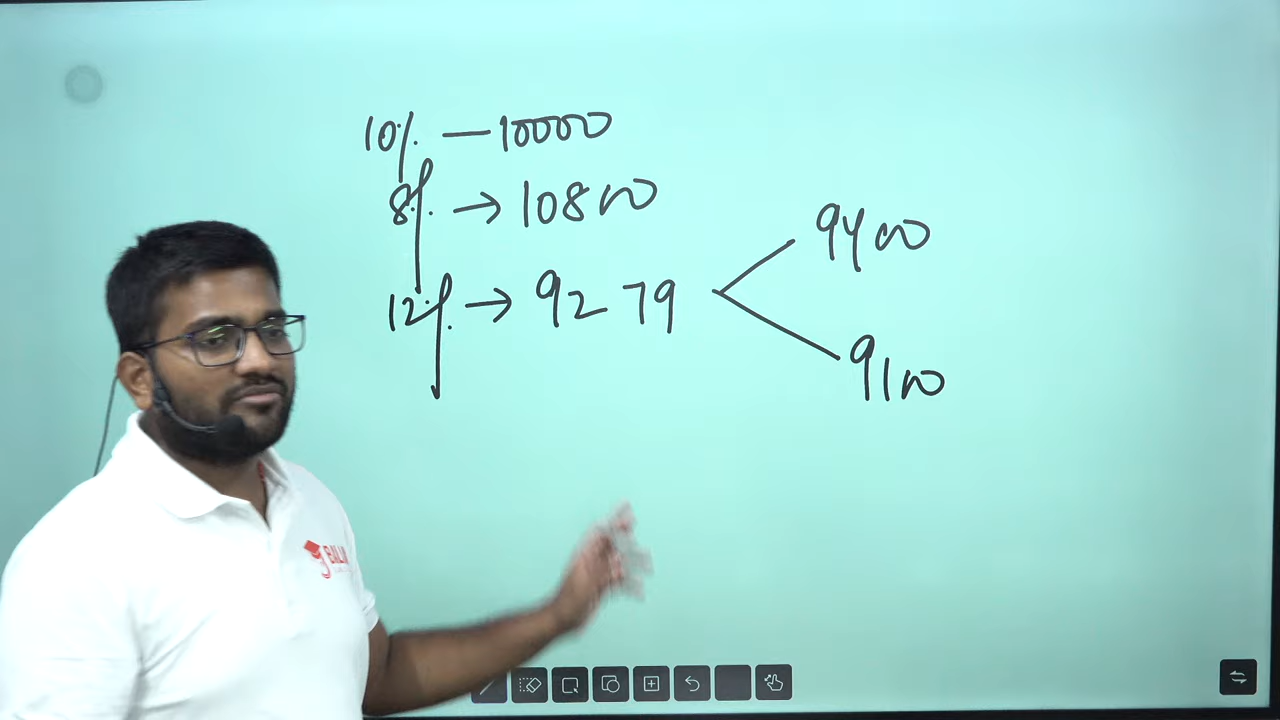 10% — 10000
8% → 10800
12% → 9279
9400
9100